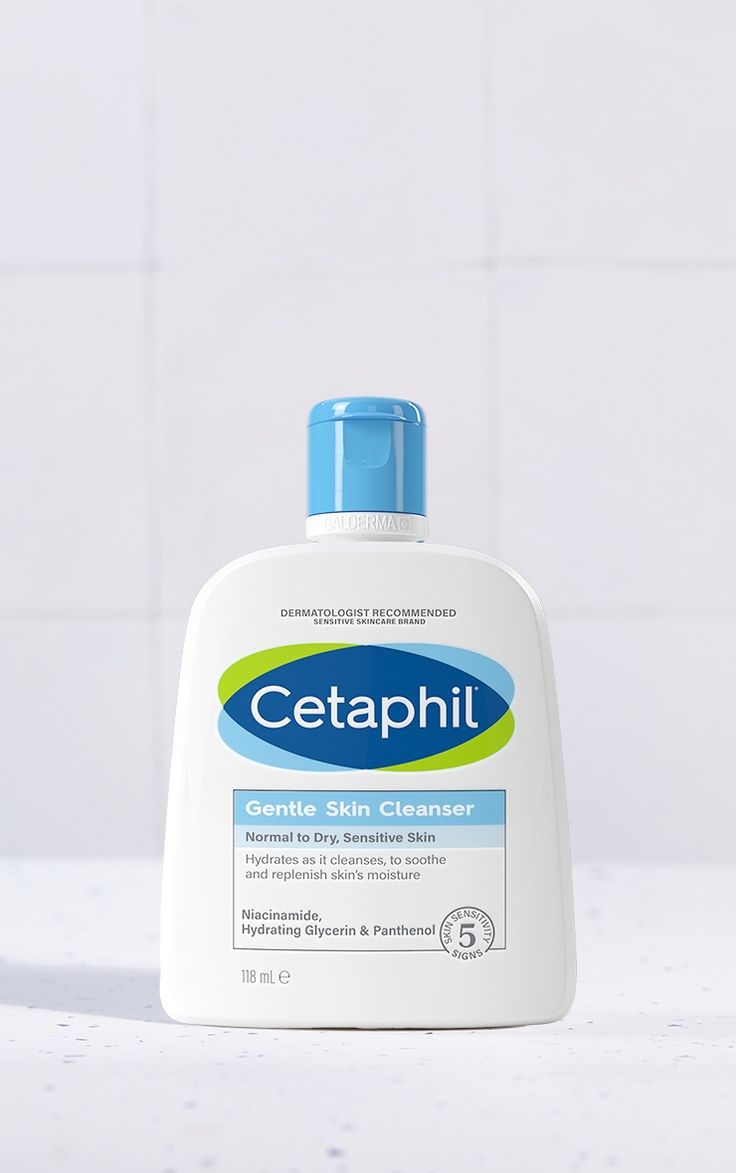 GALDERMA
DERMATOLOGIST RECOMMENDED
SENSITIVE SKINCARE BRAND
Cetaphil®
Gentle Skin Cleanser
Normal to Dry, Sensitive Skin
Hydrates as it cleanses, to soothe
and replenish skin's moisture
Niacinamide,
Hydrating Glycerin & Panthenol
SKIN SENSITIVITY
5
SIGNS
118 mL ℮